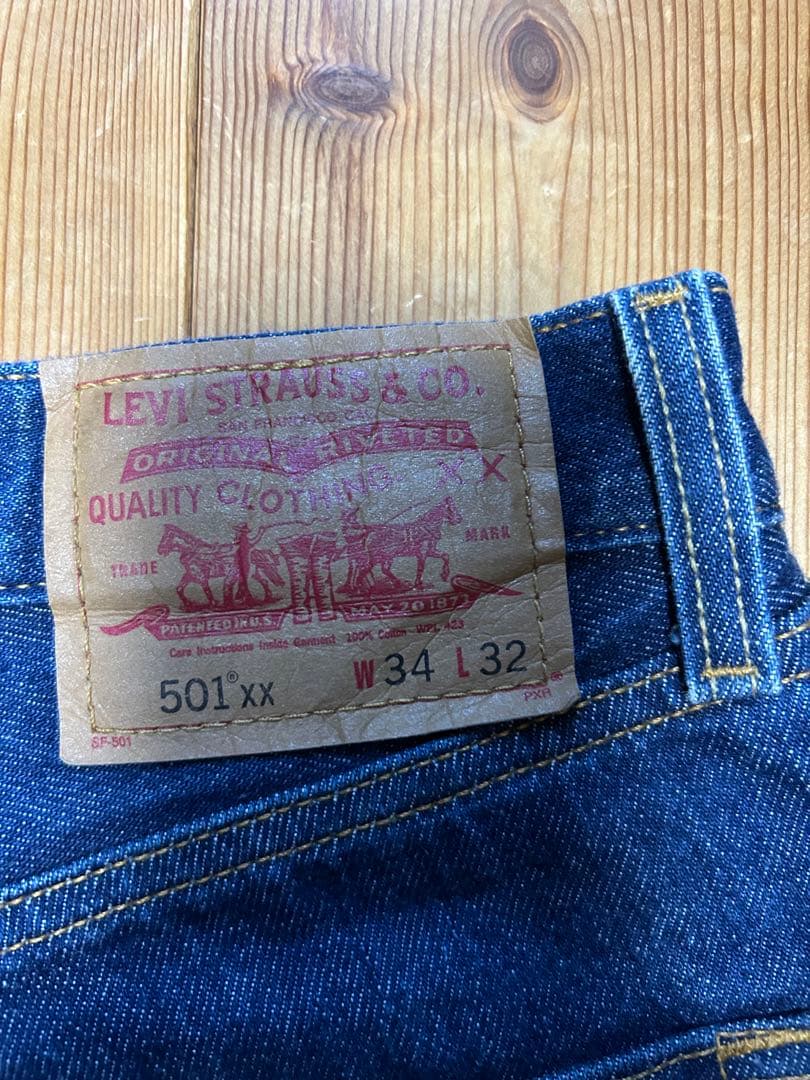 LEVI STRAUSS & CO.
SAN FRANCISCO, CAL
ORIGINAL RIVETED
QUALITY CLOTHING. XX
TRADE MARK
PATENTED IN U.S. MAY 20 1873
Care Instructions Inside Garment 100% Cotton WPL 423
501® XX W 34 L 32
SF-501 PXR®